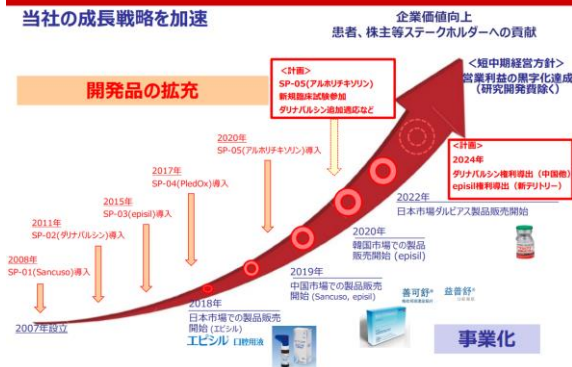 当社の成長戦略を加速
企業価値向上
患者、株主等ステークホルダーへの貢献
<短中期経営方針>
営業利益の黒字化達成
(研究開発費除く)
開発品の拡充
<計画>
SP-05(アルホリチキソリン)
新規臨床試験参加
ダリナパルシン追加適応など
2020年
SP-05(アルホリチキソリン)導入
2017年
SP-04(PledOx)導入
2015年
SP-03(episil)導入
2011年
SP-02(ダリナパルシン)
導入
2008年
SP-01(Sancuso)導入
2007年設立
<計画>
2024年
ダリナパルシン権利導出(中国他)
episil権利導出(新テリトリー)
2022年
日本市場ダルビアス製品販売開始
2020年
韓国市場での製品
販売開始 (episil)
2019年
中国市場での製品販売
開始 (Sancuso, episil)
2018年
日本市場での製品販売
開始 (エピシル)
エピシル 口腔用液
善可舒®
益普舒®
事業化